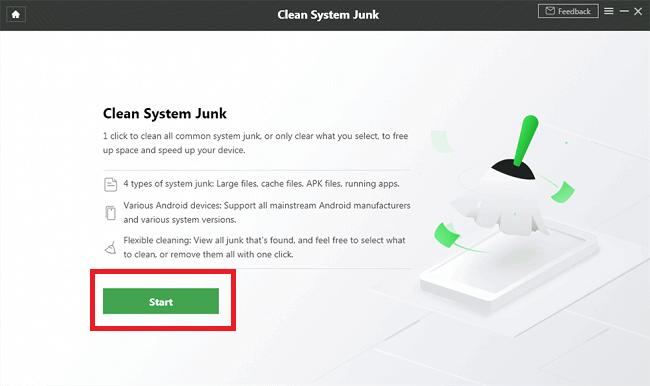 Clean System Junk
Feedback
Clean System Junk
1 click to clean all common system junk, or only clear what you select, to free
up space and speed up your device.
4 types of system junk: Large files, cache files, APK files, running apps.
Various Android devices: Support all mainstream Android manufacturers
and various system versions.
Flexible cleaning: View all junk that's found, and feel free to select what
to clean, or remove them all with one click.
Start